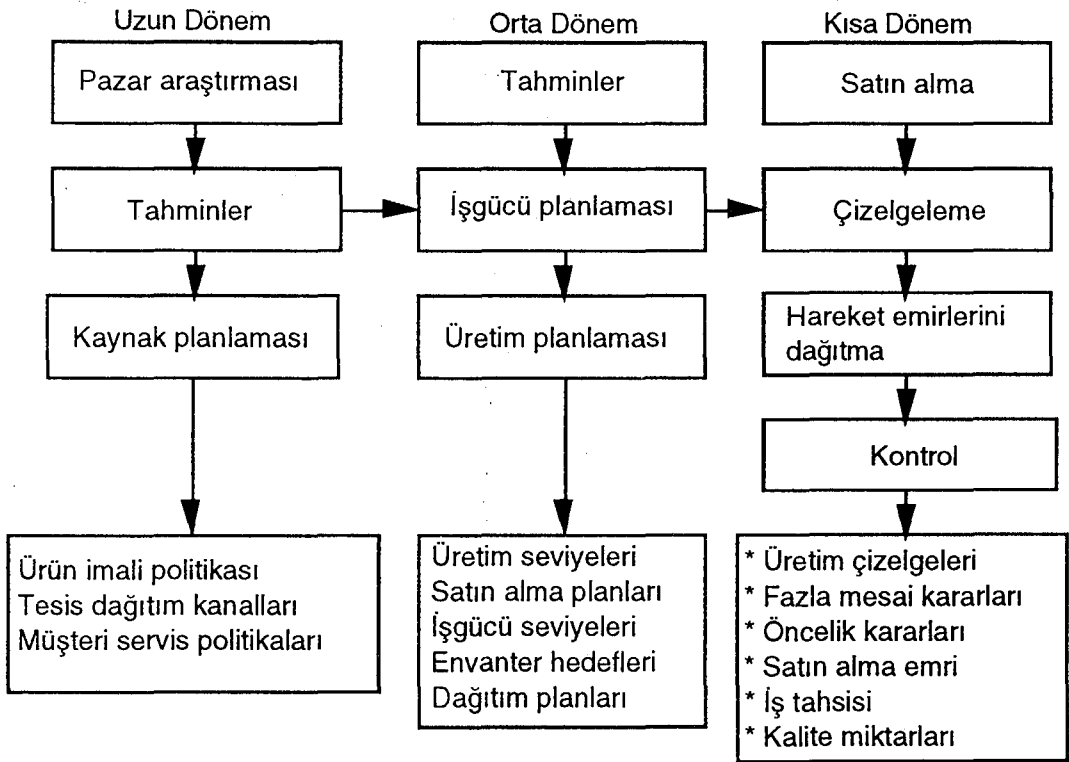 Uzun Dönem
Pazar araştırması
Tahminler
Kaynak planlaması
Ürün imali politikası
Tesis dağıtım kanalları
Müşteri servis politikaları
Orta Dönem
Tahminler
İşgücü planlaması
Üretim planlaması
Üretim seviyeleri
Satın alma planları
İşgücü seviyeleri
Envanter hedefleri
Dağıtım planları
Kısa Dönem
Satın alma
Çizelgeleme
Hareket emirlerini
dağıtma
Kontrol
* Üretim çizelgeleri
* Fazla mesai kararları
* Öncelik kararları
* Satın alma emri
* İş tahsisi
* Kalite miktarları